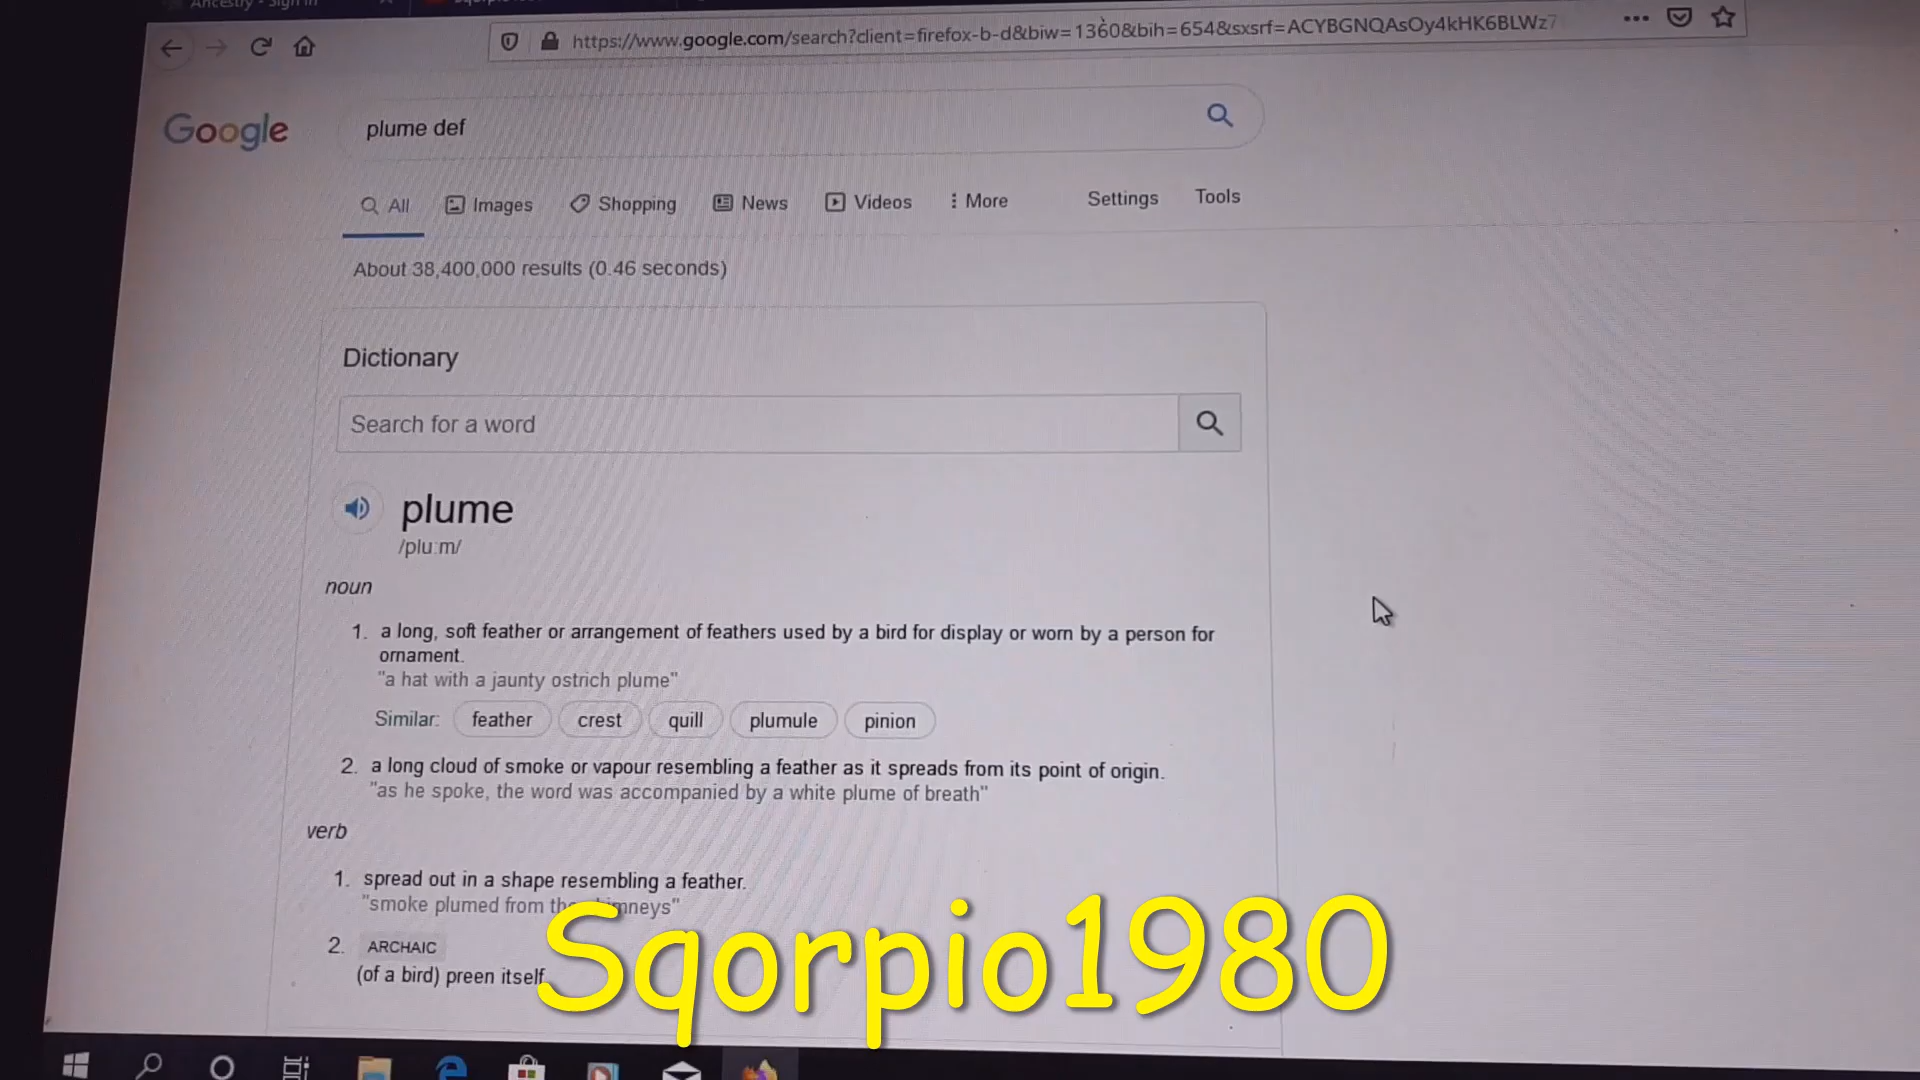 Ancestry - Sign in
https://www.google.com/search?client=firefox-b-d&biw=1360&bih=654&sxsrf=ACYBGNQAsOy4kHK6BLWz7
Google
plume def
All Images Shopping News Videos More Settings Tools
About 38,400,000 results (0.46 seconds)
Dictionary
Search for a word
plume
/pluːm/
noun
1. a long, soft feather or arrangement of feathers used by a bird for display or worn by a person for
ornament.
"a hat with a jaunty ostrich plume"
Similar: feather crest quill plumule pinion
2. a long cloud of smoke or vapour resembling a feather as it spreads from its point of origin.
"as he spoke, the word was accompanied by a white plume of breath"
verb
1. spread out in a shape resembling a feather.
"smoke plumed from the chimneys"
2. ARCHAIC
(of a bird) preen itself.
Sqorpio1980